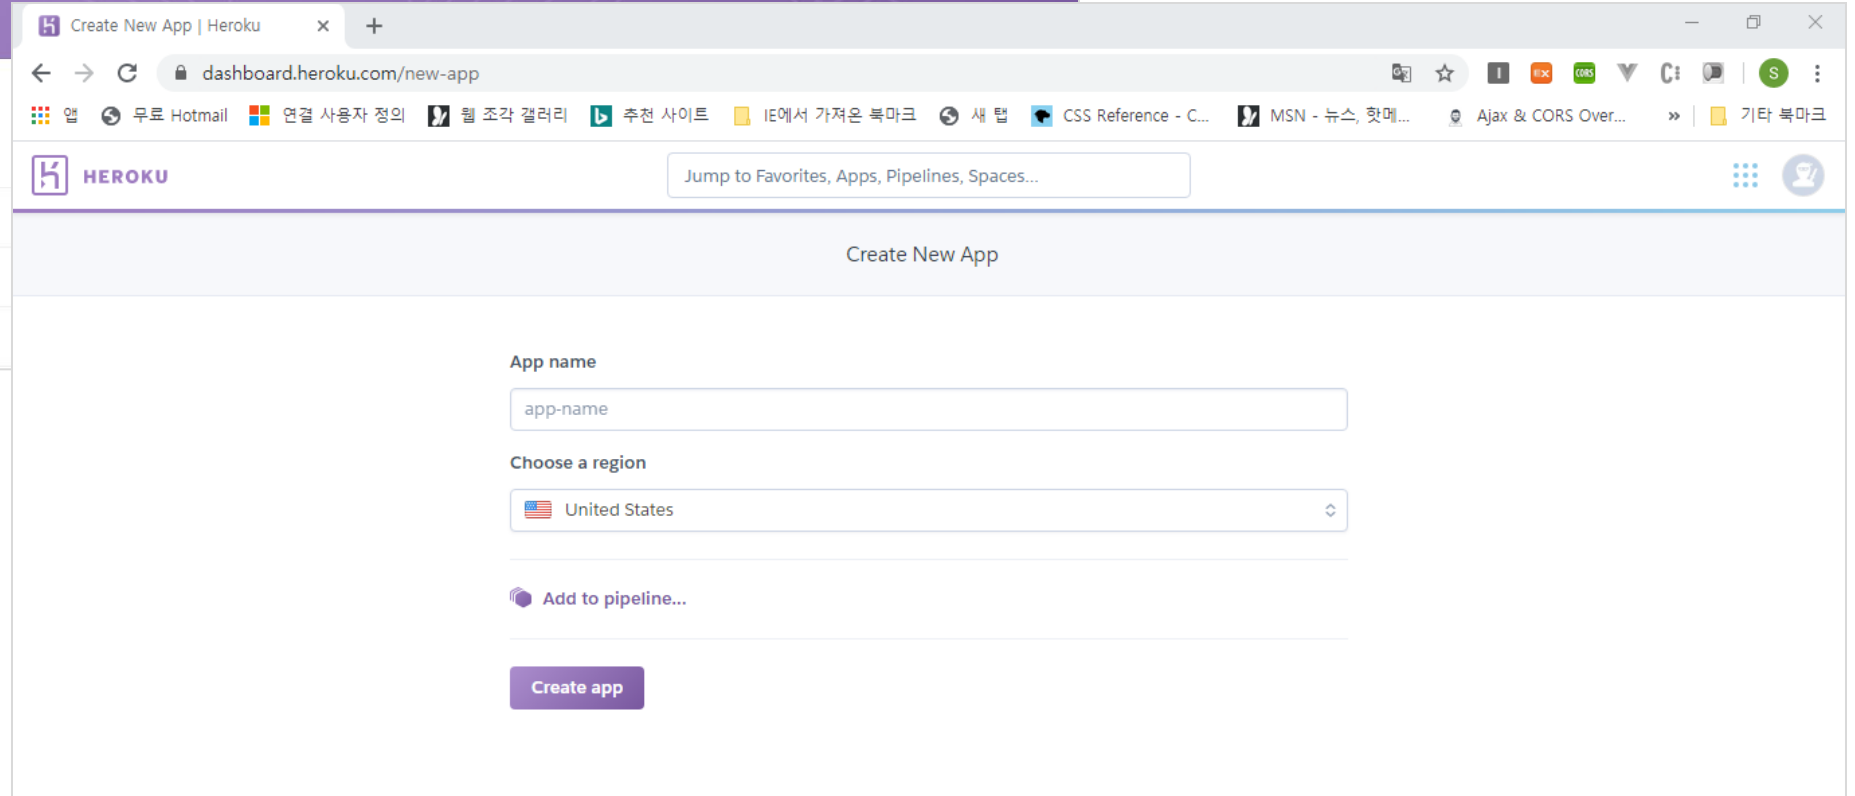 Create New App | Heroku
dashboard.heroku.com/new-app
앱 무료 Hotmail 연결 사용자 정의 웹 조각 갤러리 추천 사이트 IE에서 가져온 북마크 새 탭 CSS Reference - C... MSN - 뉴스, 핫메... Ajax & CORS Over... » 기타 북마크
HEROKU
Jump to Favorites, Apps, Pipelines, Spaces...
Create New App
App name
app-name
Choose a region
United States
Add to pipeline...
Create app